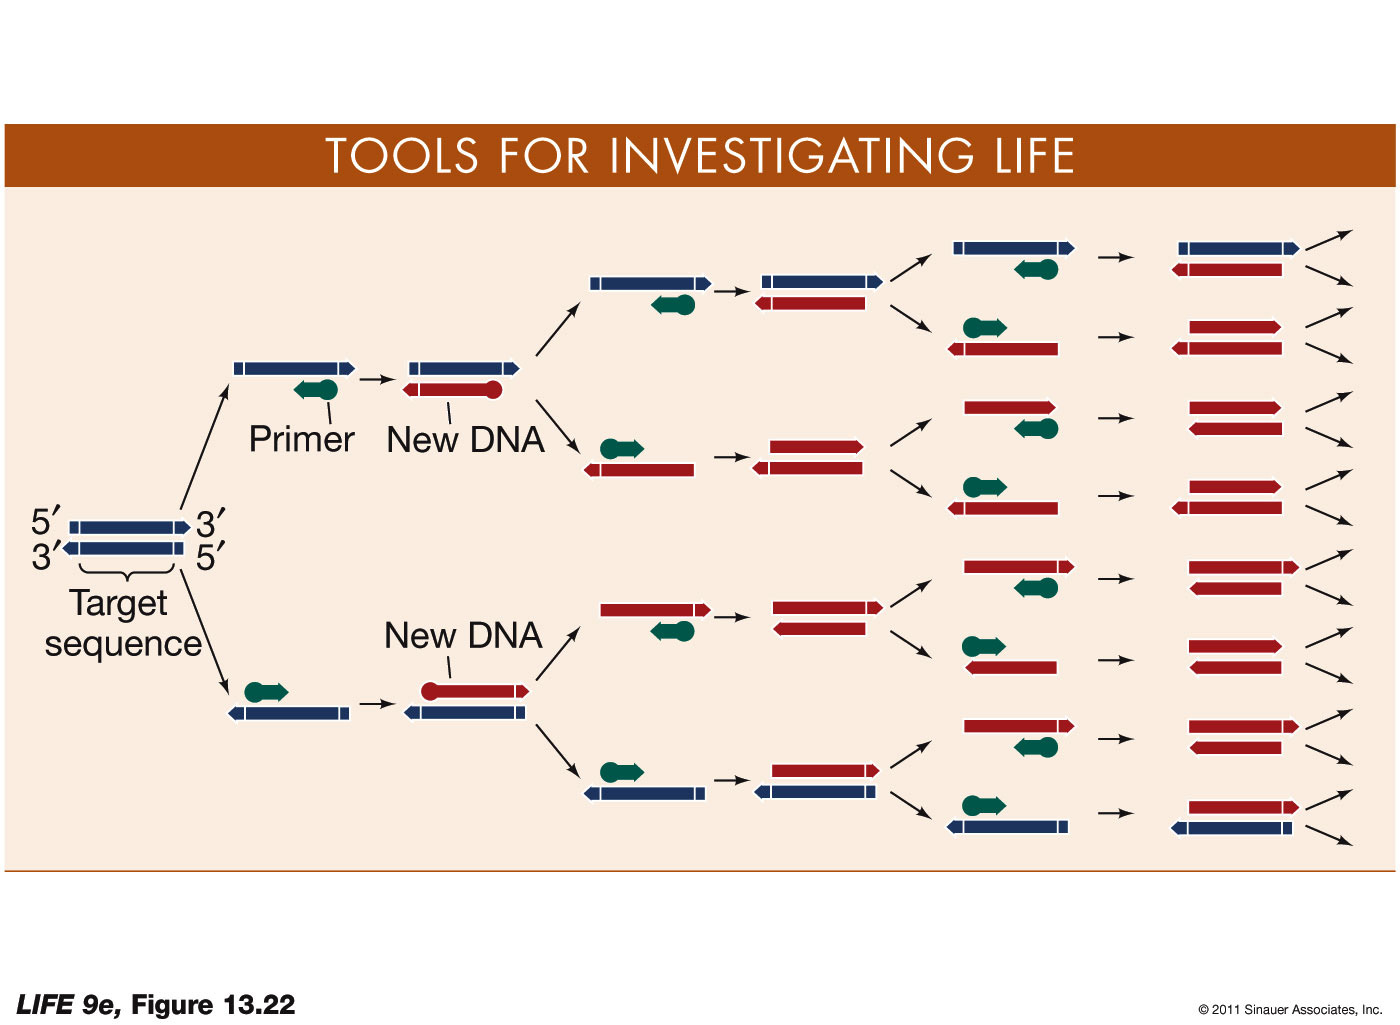 TOOLS FOR INVESTIGATING LIFE
Primer
New DNA
5′
3′
3′
5′
Target
sequence
New DNA
LIFE 9e, Figure 13.22
© 2011 Sinauer Associates, Inc.